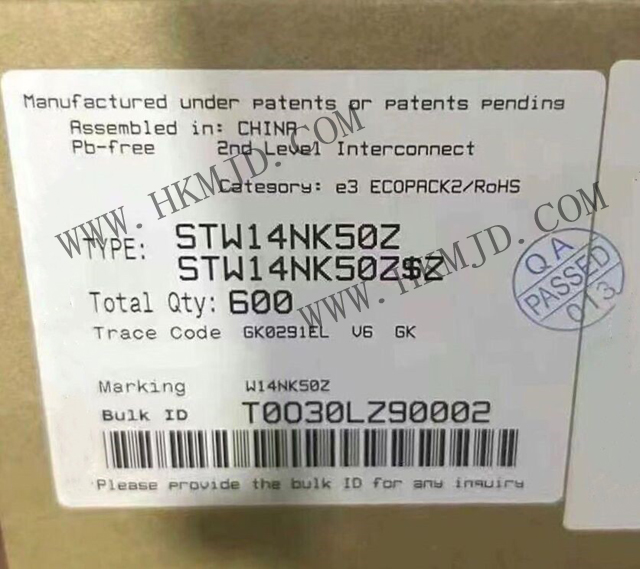 Manufactured under patents or patents pending
Assembled in: CHINA
Pb-free 2nd Level Interconnect
Category: e3 ECOPACK2/RoHS
TYPE: STW14NK50Z
STW14NK50Z$Z
Total Qty: 600
Trace Code GK0291EL V6 GK
Marking W14NK50Z
Bulk ID T0030LZ90002
Please provide the bulk ID for any inquiry
QA
PASSED
013
WWW.HKMJD.COM
WWW.HKMJD.COM